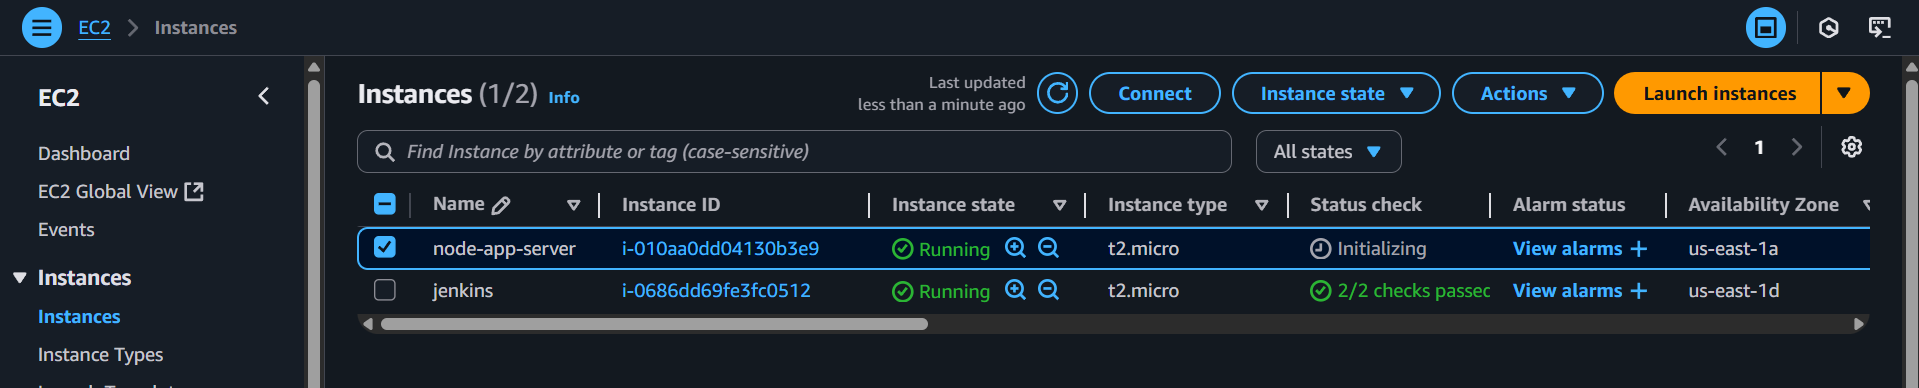 EC2 > Instances
EC2
Dashboard
EC2 Global View
Events
Instances
Instances
Instance Types
Instances (1/2) Info
Last updated
less than a minute ago
Connect
Instance state
Actions
Launch instances
Find Instance by attribute or tag (case-sensitive)
All states
1
Name Instance ID Instance state Instance type Status check Alarm status Availability Zone
node-app-server i-010aa0dd04130b3e9 Running t2.micro Initializing View alarms + us-east-1a
jenkins i-0686dd69fe3fc0512 Running t2.micro 2/2 checks passed View alarms + us-east-1d